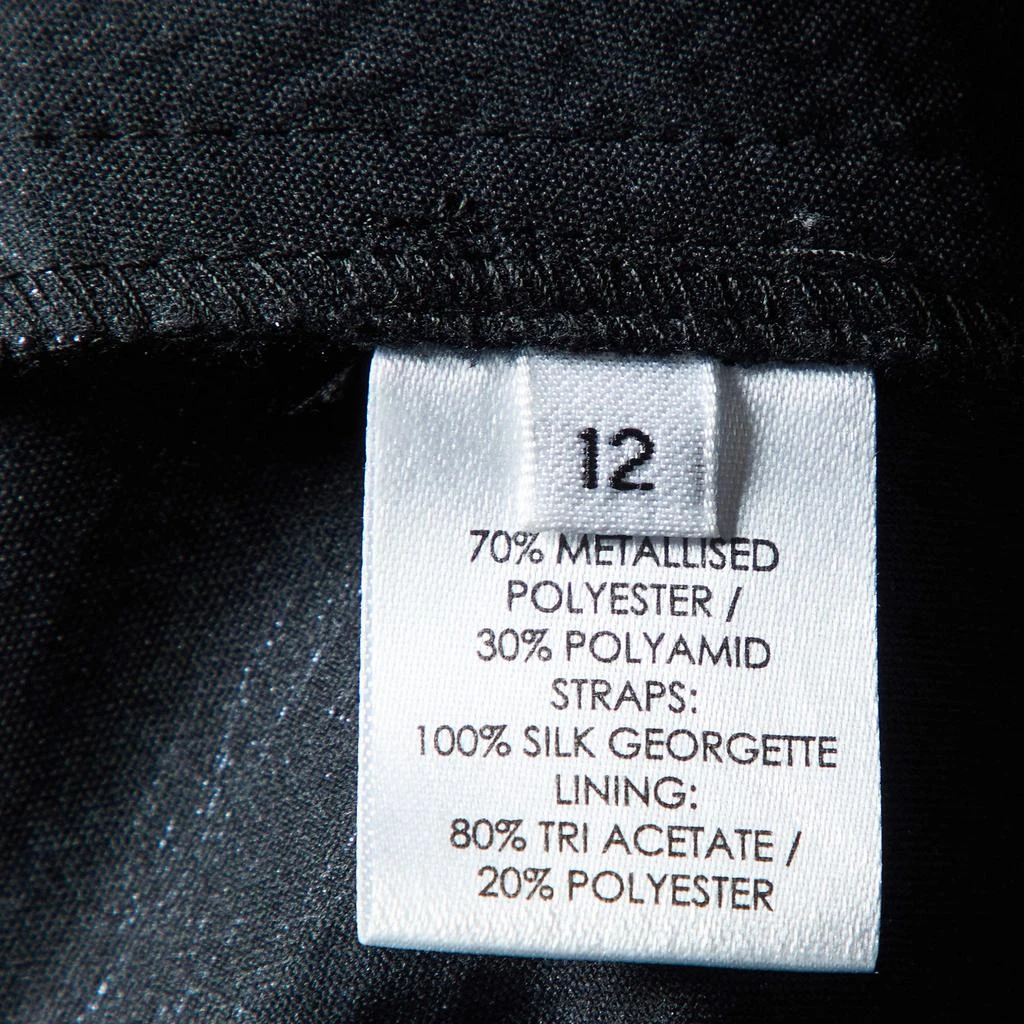 12
70% METALLISED
POLYESTER /
30% POLYAMID
STRAPS:
100% SILK GEORGETTE
LINING:
80% TRI ACETATE /
20% POLYESTER